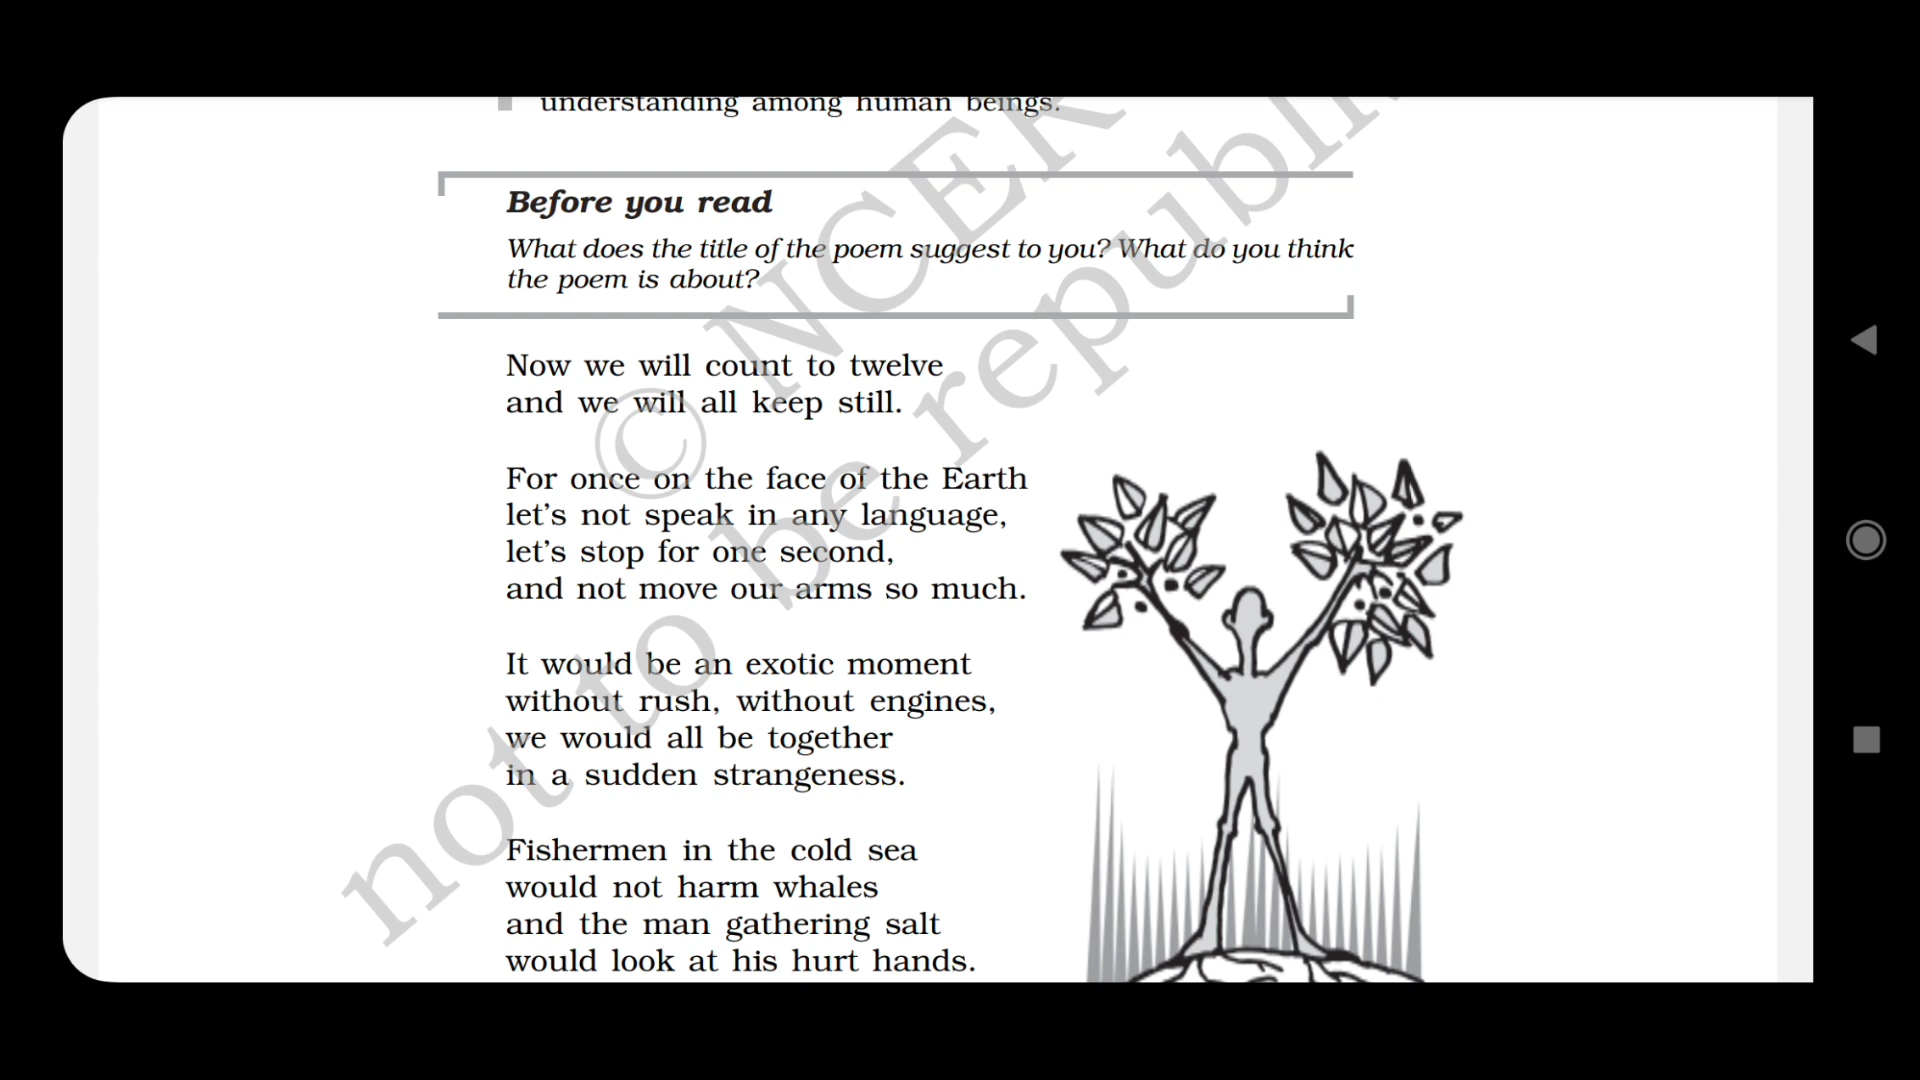 understanding among human beings.
Before you read
What does the title of the poem suggest to you? What do you think
the poem is about?
Now we will count to twelve
and we will all keep still.
For once on the face of the Earth
let’s not speak in any language,
let’s stop for one second,
and not move our arms so much.
It would be an exotic moment
without rush, without engines,
we would all be together
in a sudden strangeness.
Fishermen in the cold sea
would not harm whales
and the man gathering salt
would look at his hurt hands.
© NCER
not to be republi